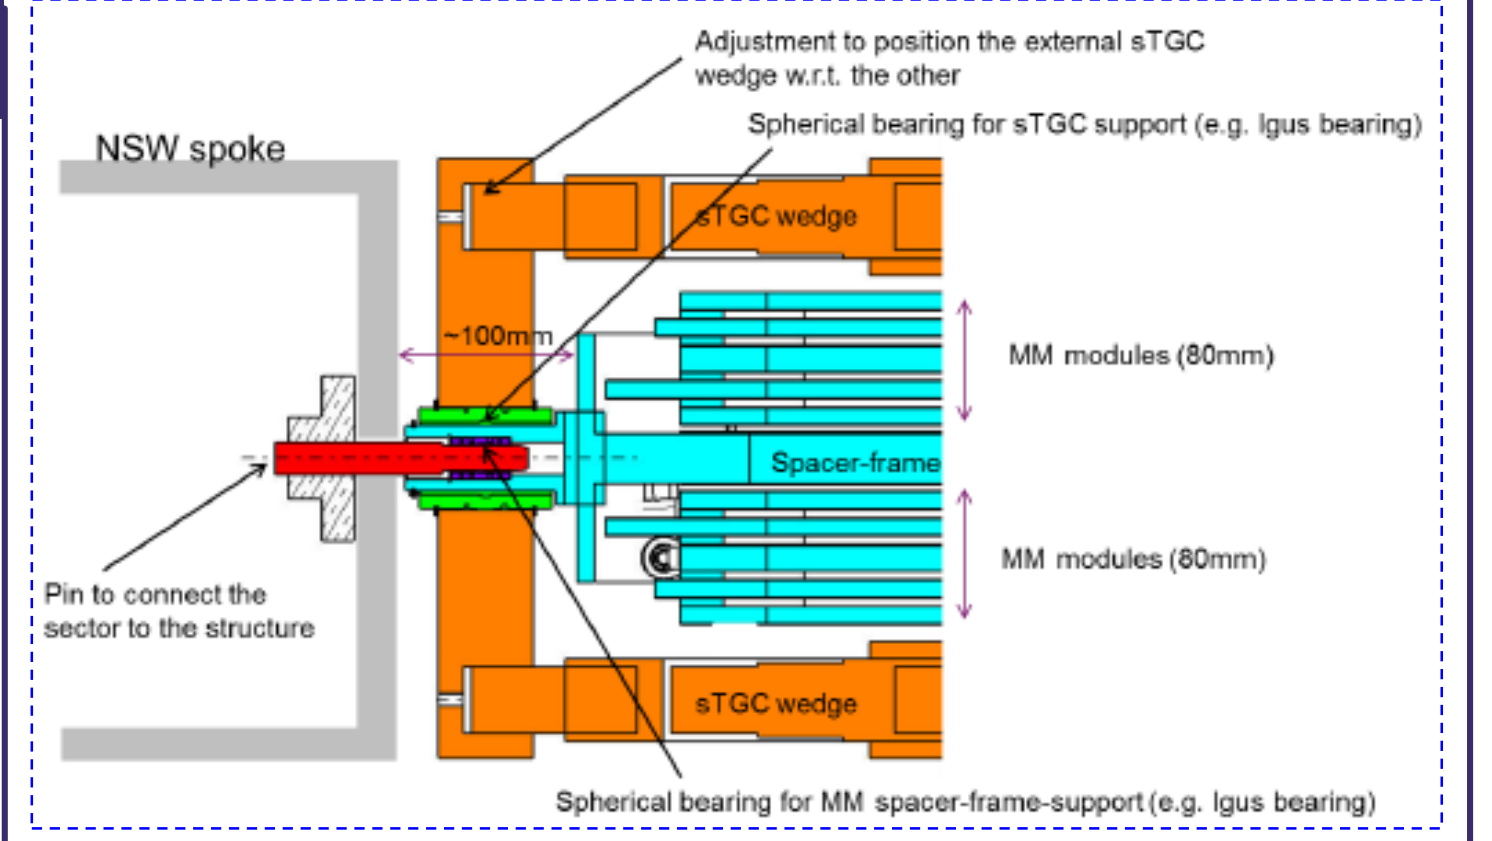 Adjustment to position the external sTGC
wedge w.r.t. the other
Spherical bearing for sTGC support (e.g. Igus bearing)
NSW spoke
sTGC wedge
~100mm
MM modules (80mm)
Spacer-frame
MM modules (80mm)
Pin to connect the
sector to the structure
sTGC wedge
Spherical bearing for MM spacer-frame-support (e.g. Igus bearing)